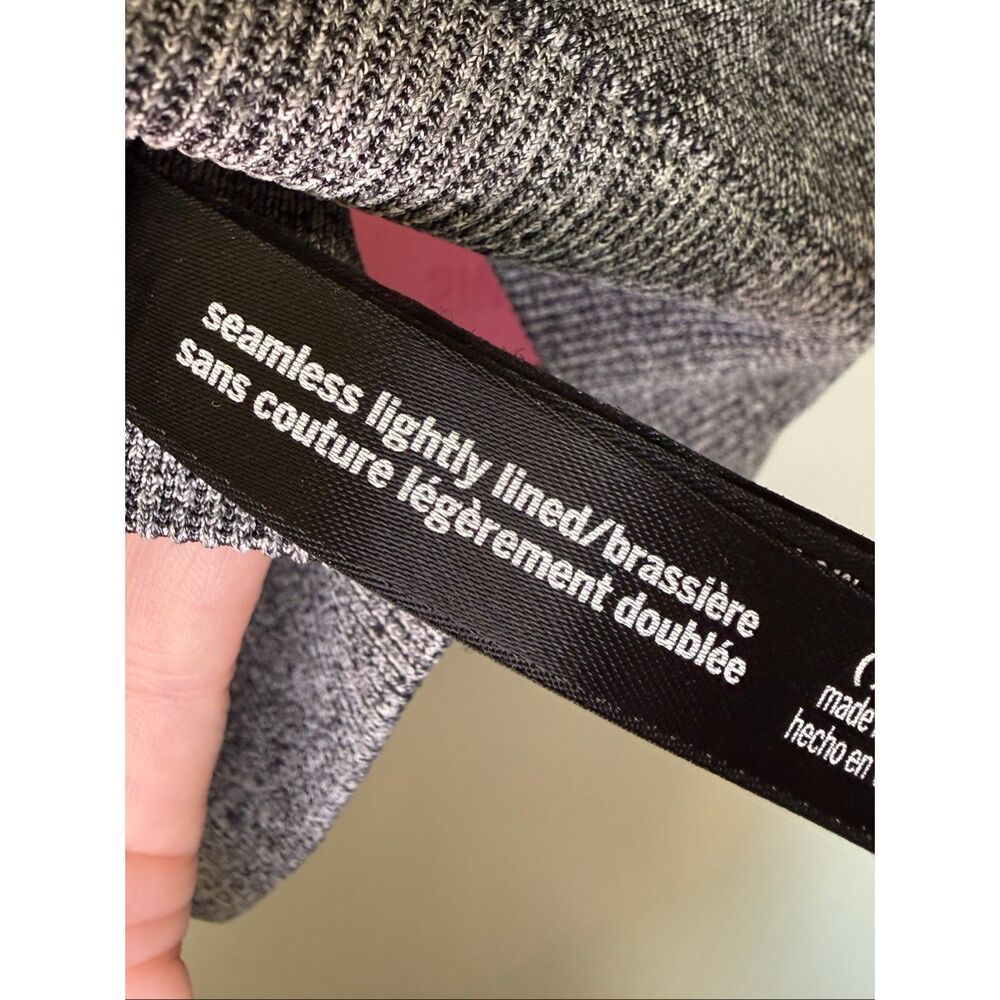 seamless lightly lined/brassière
sans couture légèrement doublée
made
hecho en